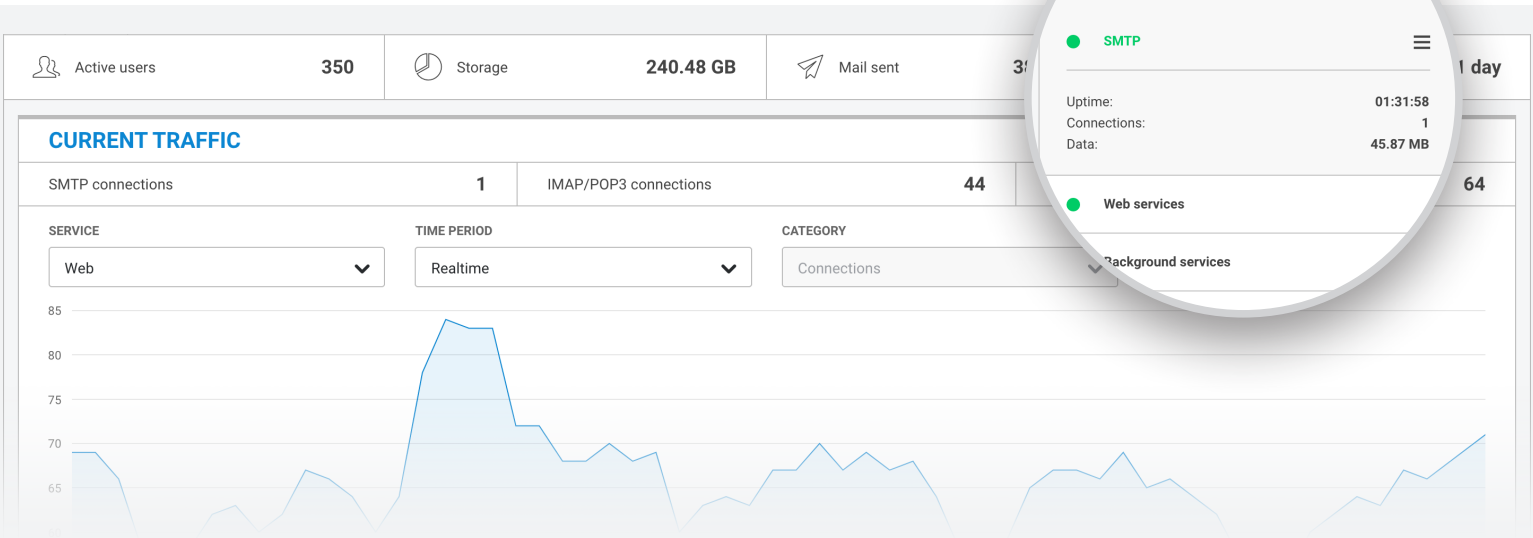 Active users 350 Storage 240.48 GB Mail sent day
SMTP
Uptime: 01:31:58
Connections: 1
Data: 45.87 MB
Web services
Background services
CURRENT TRAFFIC
SMTP connections 1 IMAP/POP3 connections 44 64
SERVICE TIME PERIOD CATEGORY
Web Realtime Connections
85
80
75
70
65